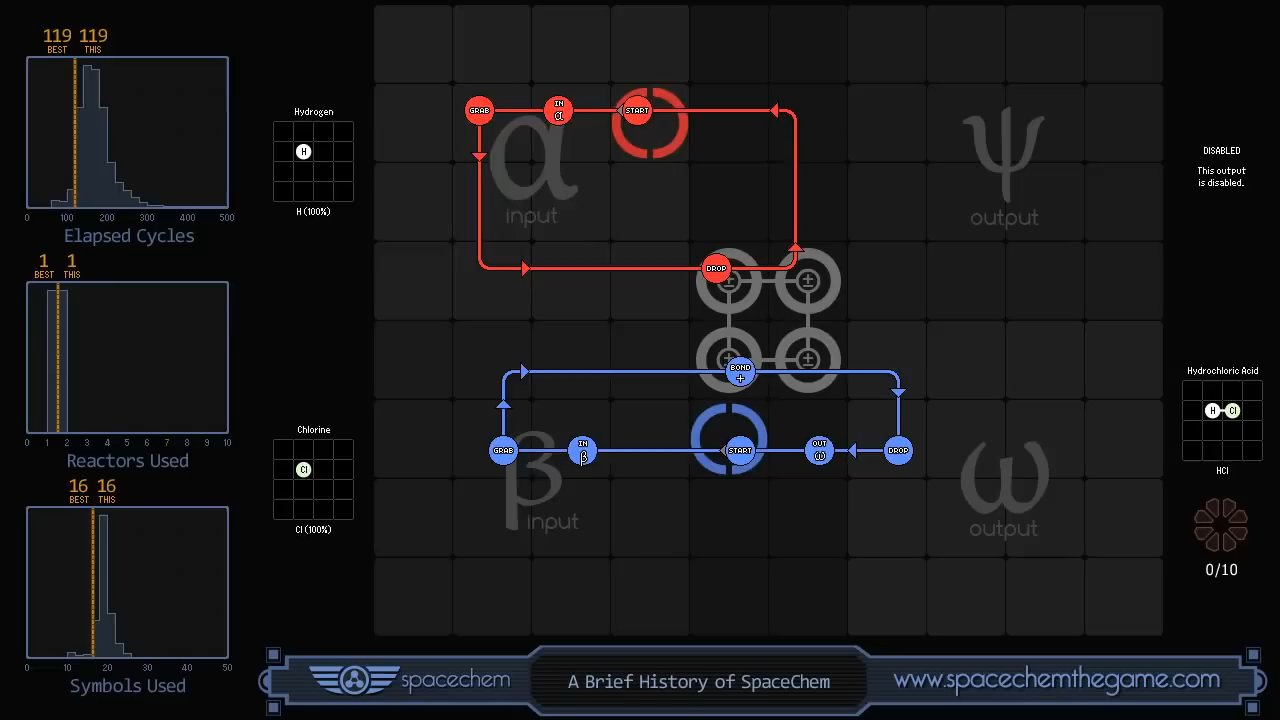 119 119
BEST THIS
0 100 200 300 400 500
Elapsed Cycles
1 1
BEST THIS
0 1 2 3 4 5 6 7 8 9 10
Reactors Used
16 16
BEST THIS
0 10 20 30 40 50
Symbols Used
Hydrogen
H
H (100%)
Chlorine
Cl
Cl (100%)
GRAB
IN
α
START
α
input
DROP
±
±
±
±
BOND
+
GRAB
IN
β
START
OUT
ω
DROP
β
input
ψ
output
ω
output
DISABLED
This output
is disabled.
Hydrochloric Acid
H Cl
HCl
0/10
spacechem
A Brief History of SpaceChem
www.spacechemthegame.com